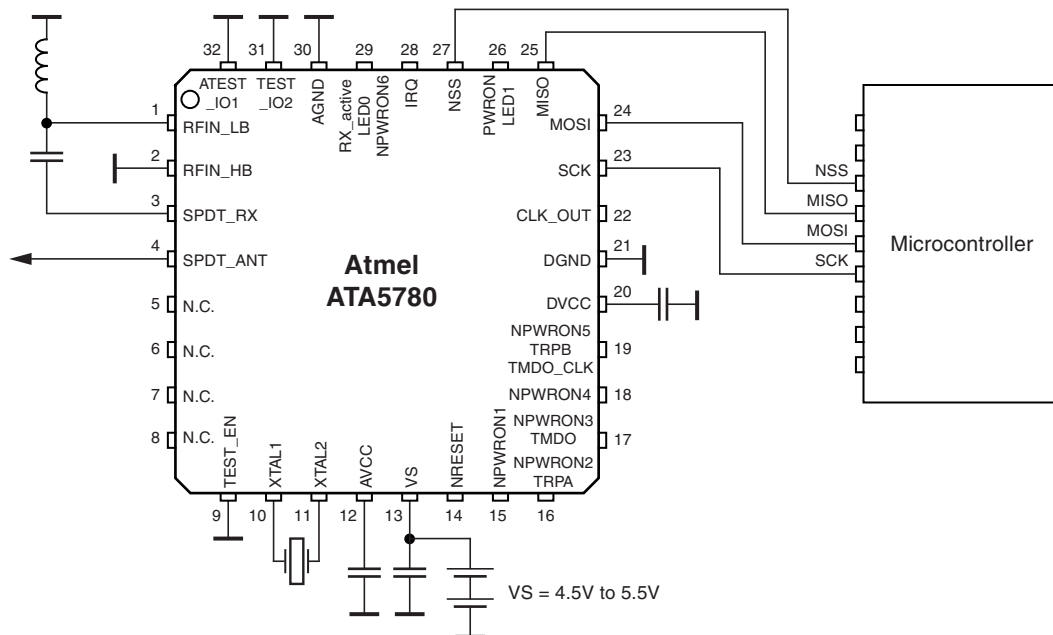 32
31
30
29
28
27
26
25
ATEST
_IO1
TEST
_IO2
AGND
RX_active
LED0
NPWRON6
IRQ
NSS
PWRON
LED1
MISO
1
RFIN_LB
2
RFIN_HB
3
SPDT_RX
4
SPDT_ANT
5
N.C.
6
N.C.
7
N.C.
8
N.C.
Atmel
ATA5780
MOSI
24
SCK
23
CLK_OUT
22
DGND
21
DVCC
20
NPWRON5
TRPB
TMDO_CLK
19
NPWRON4
18
NPWRON3
TMDO
17
NPWRON2
TRPA
16
TEST_EN
XTAL1
XTAL2
AVCC
VS
NRESET
NPWRON1
9
10
11
12
13
14
15
VS = 4.5V to 5.5V
NSS
MISO
MOSI
SCK
Microcontroller